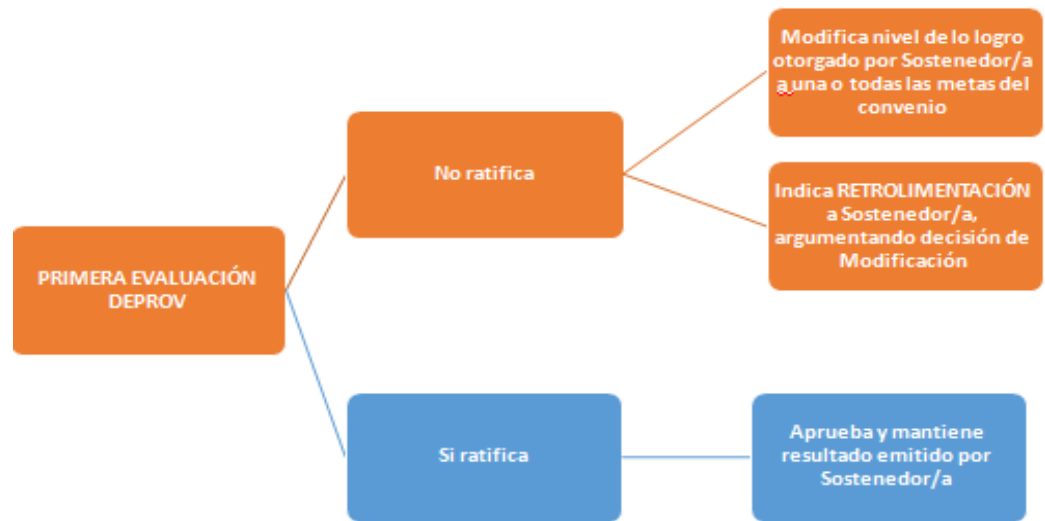 PRIMERA EVALUACIÓN
DEPROV
No ratifica
Modifica nivel de lo logro
otorgado por Sostenedor/a
a una o todas las metas del
convenio
Indica RETROLIMENTACIÓN
a Sostenedor/a,
argumentando decisión de
Modificación
Si ratifica
Aprueba y mantiene
resultado emitido por
Sostenedor/a